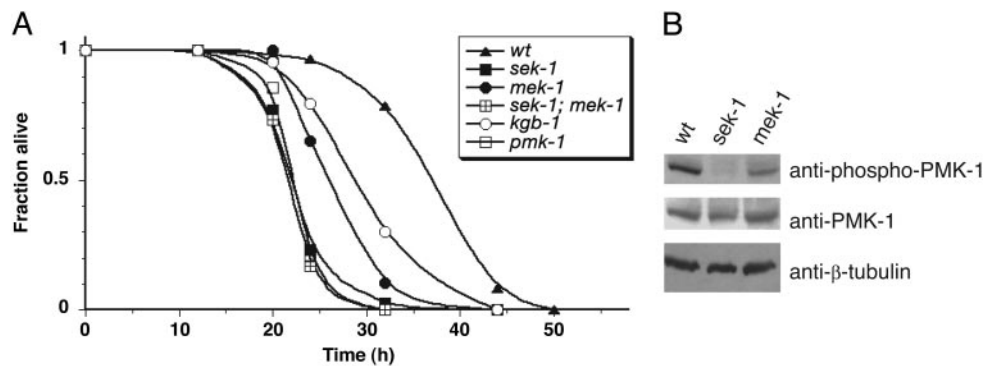 A
B
1
0.5
0
Fraction alive
wt
sek-1
mek-1
sek-1; mek-1
kgb-1
pmk-1
0
10
20
30
40
50
Time (h)
wt
sek-1
mek-1
anti-phospho-PMK-1
anti-PMK-1
anti-β-tubulin